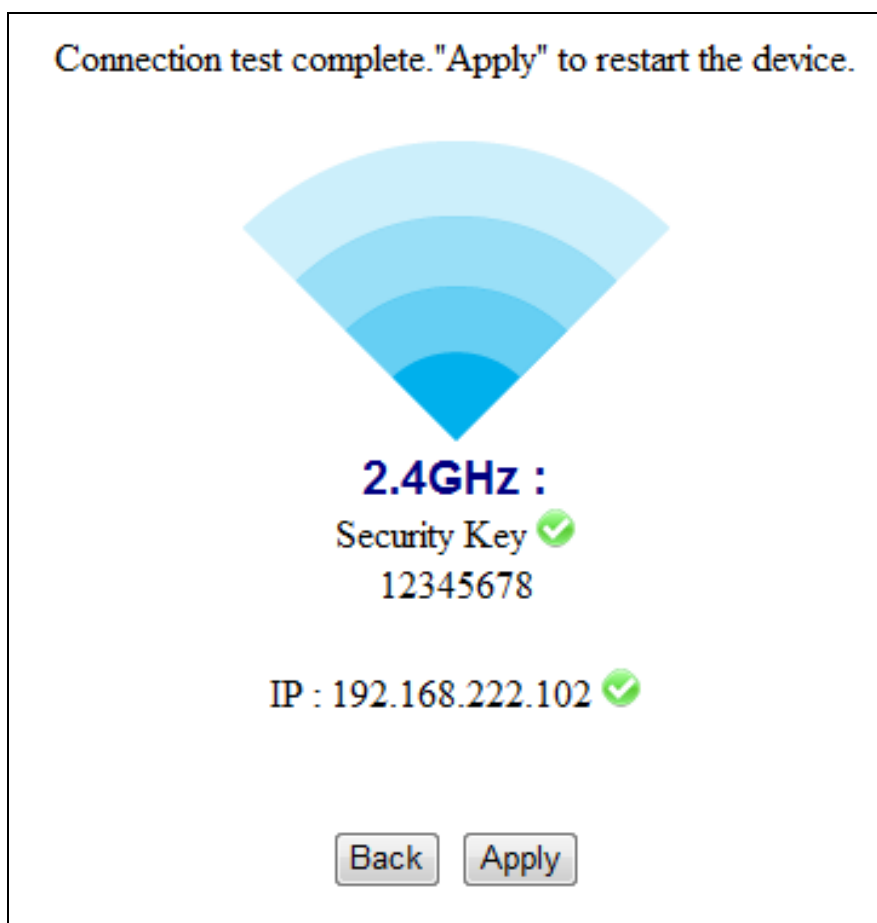 Connection test complete."Apply" to restart the device.
2.4GHz :
Security Key
12345678
IP : 192.168.222.102
Back Apply